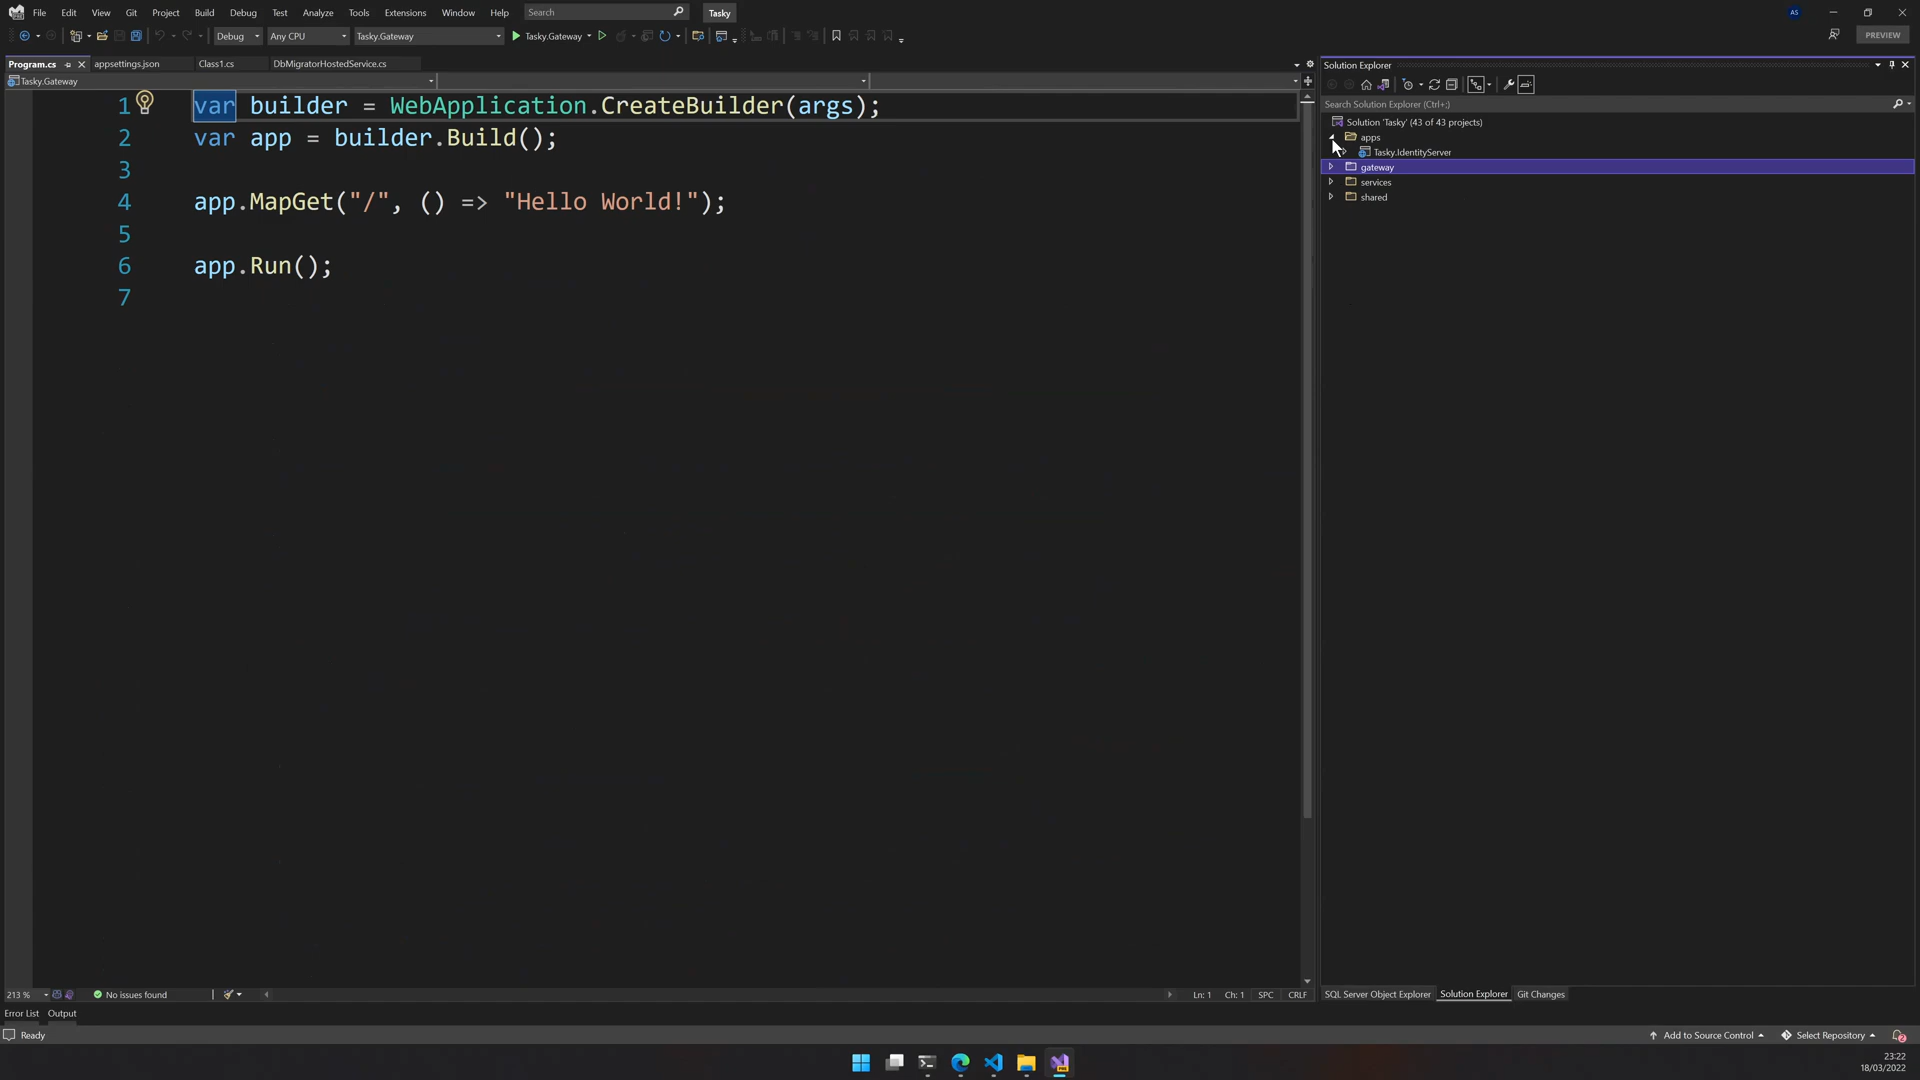 File Edit View Git Project Build Debug Test Analyze Tools Extensions Window Help Search Tasky AS
Debug Any CPU Tasky.Gateway Tasky.Gateway PREVIEW
Program.cs appsettings.json Class1.cs DbMigratorHostedService.cs
Tasky.Gateway
1 var builder = WebApplication.CreateBuilder(args);
2 var app = builder.Build();
3
4 app.MapGet("/", () => "Hello World!");
5
6 app.Run();
7
Solution Explorer
Search Solution Explorer (Ctrl+;)
Solution 'Tasky' (43 of 43 projects)
apps
Tasky.IdentityServer
gateway
services
shared
213 % No issues found Ln: 1 Ch: 1 SPC CRLF
SQL Server Object Explorer Solution Explorer Git Changes
Error List Output
Ready Add to Source Control Select Repository 2
23:22
18/03/2022